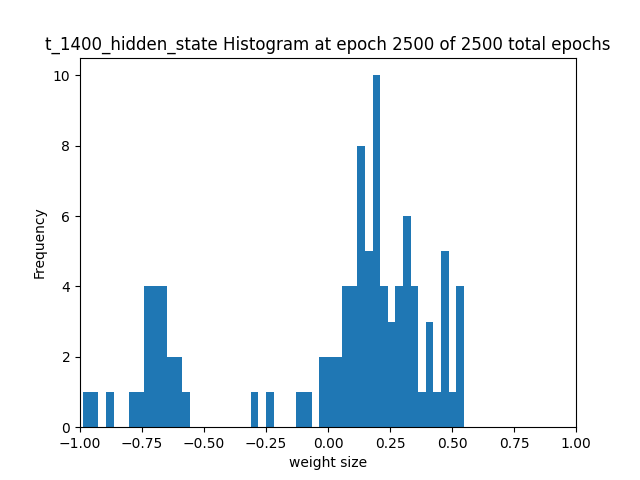 t_1400_hidden_state Histogram at epoch 2500 of 2500 total epochs
10
8
6
4
2
0
Frequency
−1.00 −0.75 −0.50 −0.25 0.00 0.25 0.50 0.75 1.00
weight size